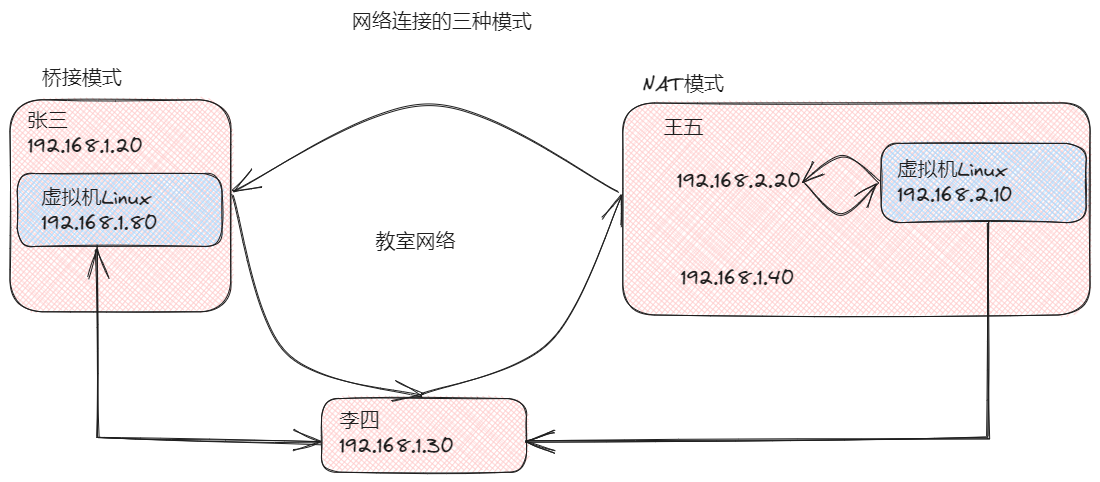 网络连接的三种模式
桥接模式
张三
192.168.1.20
虚拟机Linux
192.168.1.80
教室网络
NAT模式
王五
192.168.2.20
虚拟机Linux
192.168.2.10
192.168.1.40
李四
192.168.1.30